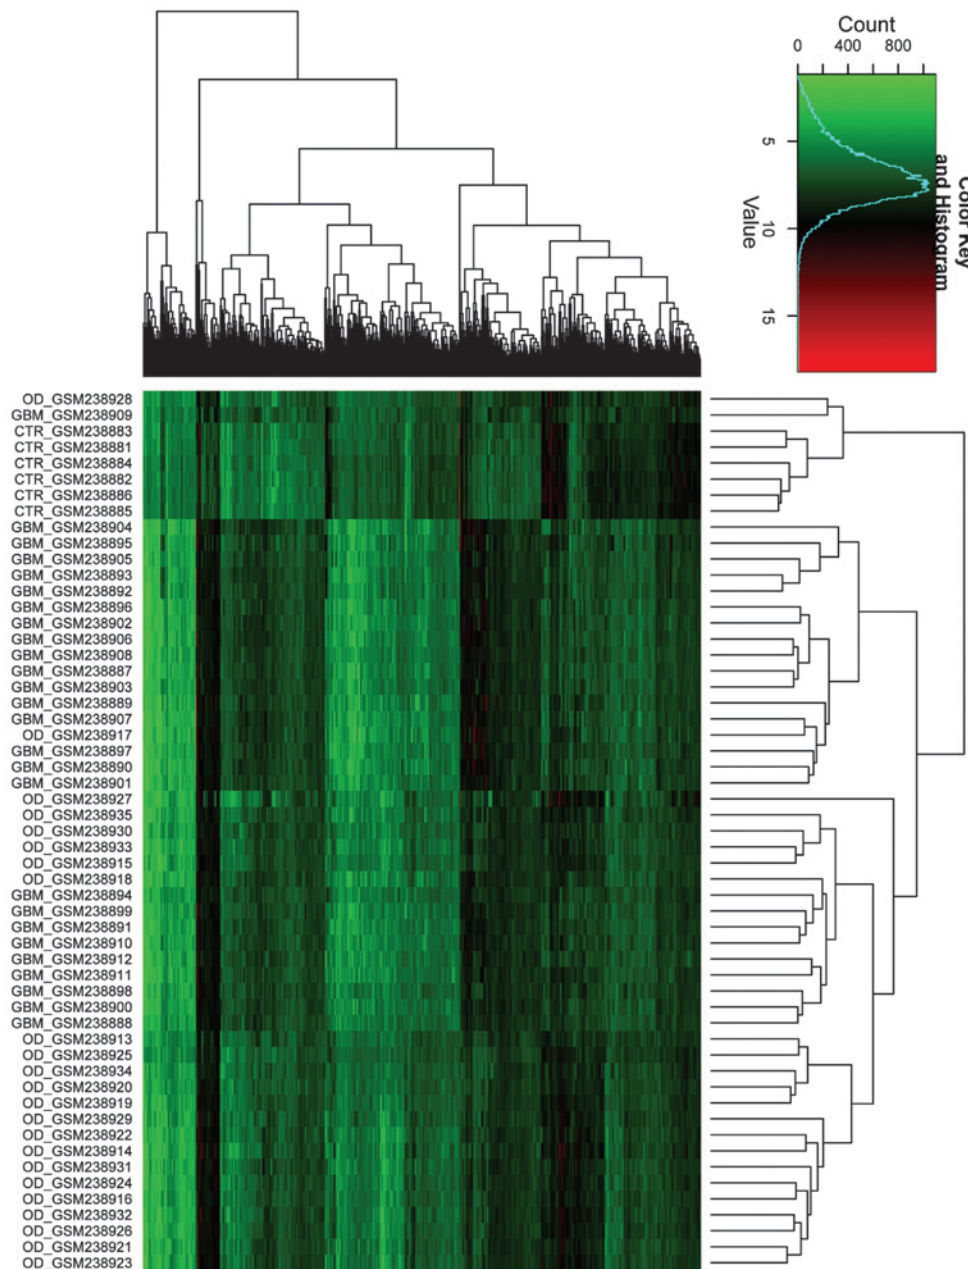 Count
0 400 800
5
10
15
Value
Color Key
and Histogram
OD_GSM238928
GBM_GSM238909
CTR_GSM238883
CTR_GSM238881
CTR_GSM238884
CTR_GSM238882
CTR_GSM238886
CTR_GSM238885
GBM_GSM238904
GBM_GSM238895
GBM_GSM238905
GBM_GSM238893
GBM_GSM238892
GBM_GSM238896
GBM_GSM238902
GBM_GSM238906
GBM_GSM238908
GBM_GSM238887
GBM_GSM238903
GBM_GSM238889
GBM_GSM238907
OD_GSM238917
GBM_GSM238897
GBM_GSM238890
GBM_GSM238901
OD_GSM238927
OD_GSM238935
OD_GSM238930
OD_GSM238933
OD_GSM238915
OD_GSM238918
GBM_GSM238894
GBM_GSM238899
GBM_GSM238891
GBM_GSM238910
GBM_GSM238912
GBM_GSM238911
GBM_GSM238898
GBM_GSM238900
GBM_GSM238888
OD_GSM238913
OD_GSM238925
OD_GSM238934
OD_GSM238920
OD_GSM238919
OD_GSM238929
OD_GSM238922
OD_GSM238914
OD_GSM238931
OD_GSM238924
OD_GSM238916
OD_GSM238932
OD_GSM238926
OD_GSM238921
OD_GSM238923